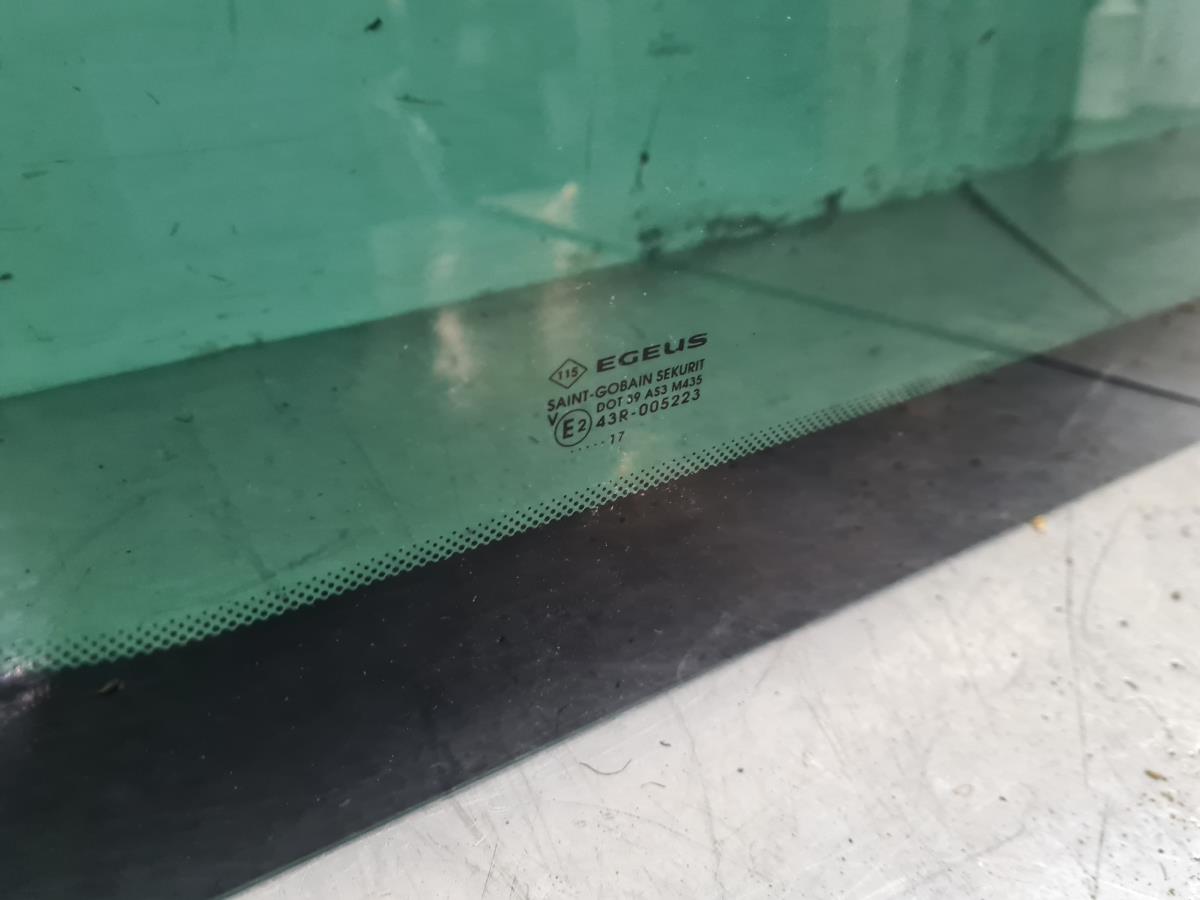 115 EGEUS
SAINT-GOBAIN SEKURIT
DOT 39 AS3 M435
V E2 43R-005223
.....17